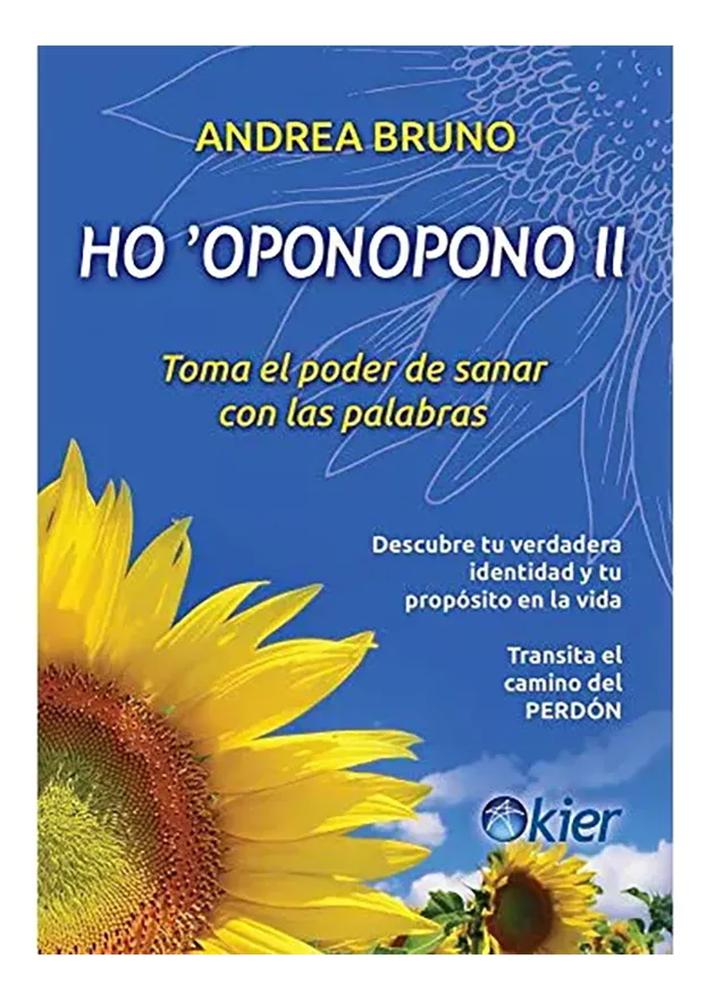 ANDREA BRUNO
HO 'OPONOPONO II
Toma el poder de sanar
con las palabras
Descubre tu verdadera
identidad y tu
propósito en la vida
Transita el
camino del
PERDÓN
kier